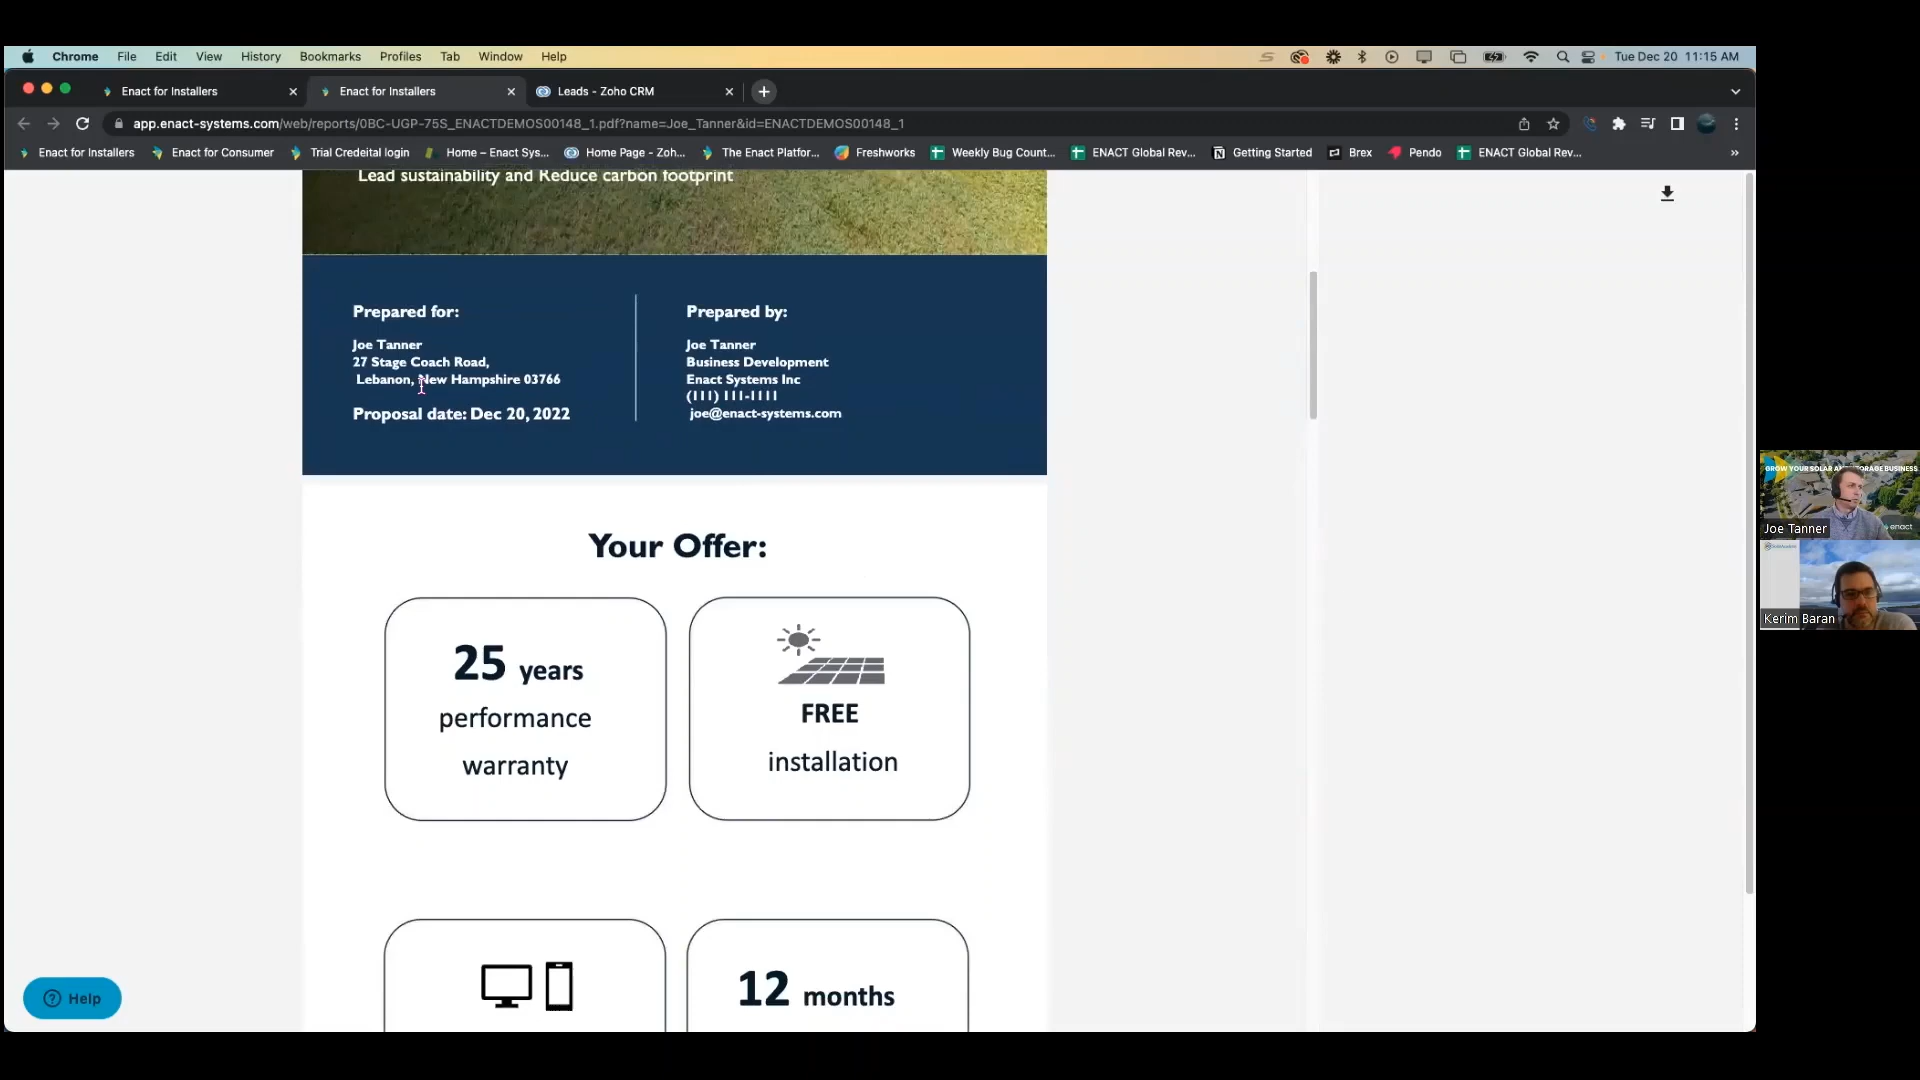 Chrome File Edit View History Bookmarks Profiles Tab Window Help Tue Dec 20 11:15 AM
Enact for Installers Enact for Installers Leads - Zoho CRM
app.enact-systems.com/web/reports/0BC-UGP-75S_ENACTDEMOS00148_1.pdf?name=Joe_Tanner&id=ENACTDEMOS00148_1
Enact for Installers Enact for Consumer Trial Credeital login Home – Enact Sys... Home Page - Zoh... The Enact Platfor... Freshworks Weekly Bug Count... ENACT Global Rev... Getting Started Brex Pendo ENACT Global Rev... »
Lead sustainability and Reduce carbon footprint
Prepared for:
Joe Tanner
27 Stage Coach Road,
Lebanon, New Hampshire 03766
Proposal date: Dec 20, 2022
Prepared by:
Joe Tanner
Business Development
Enact Systems Inc
(111) 111-1111
joe@enact-systems.com
Your Offer:
25 years
performance
warranty
FREE
installation
12 months
Help
enact
Joe Tanner
Kerim Baran